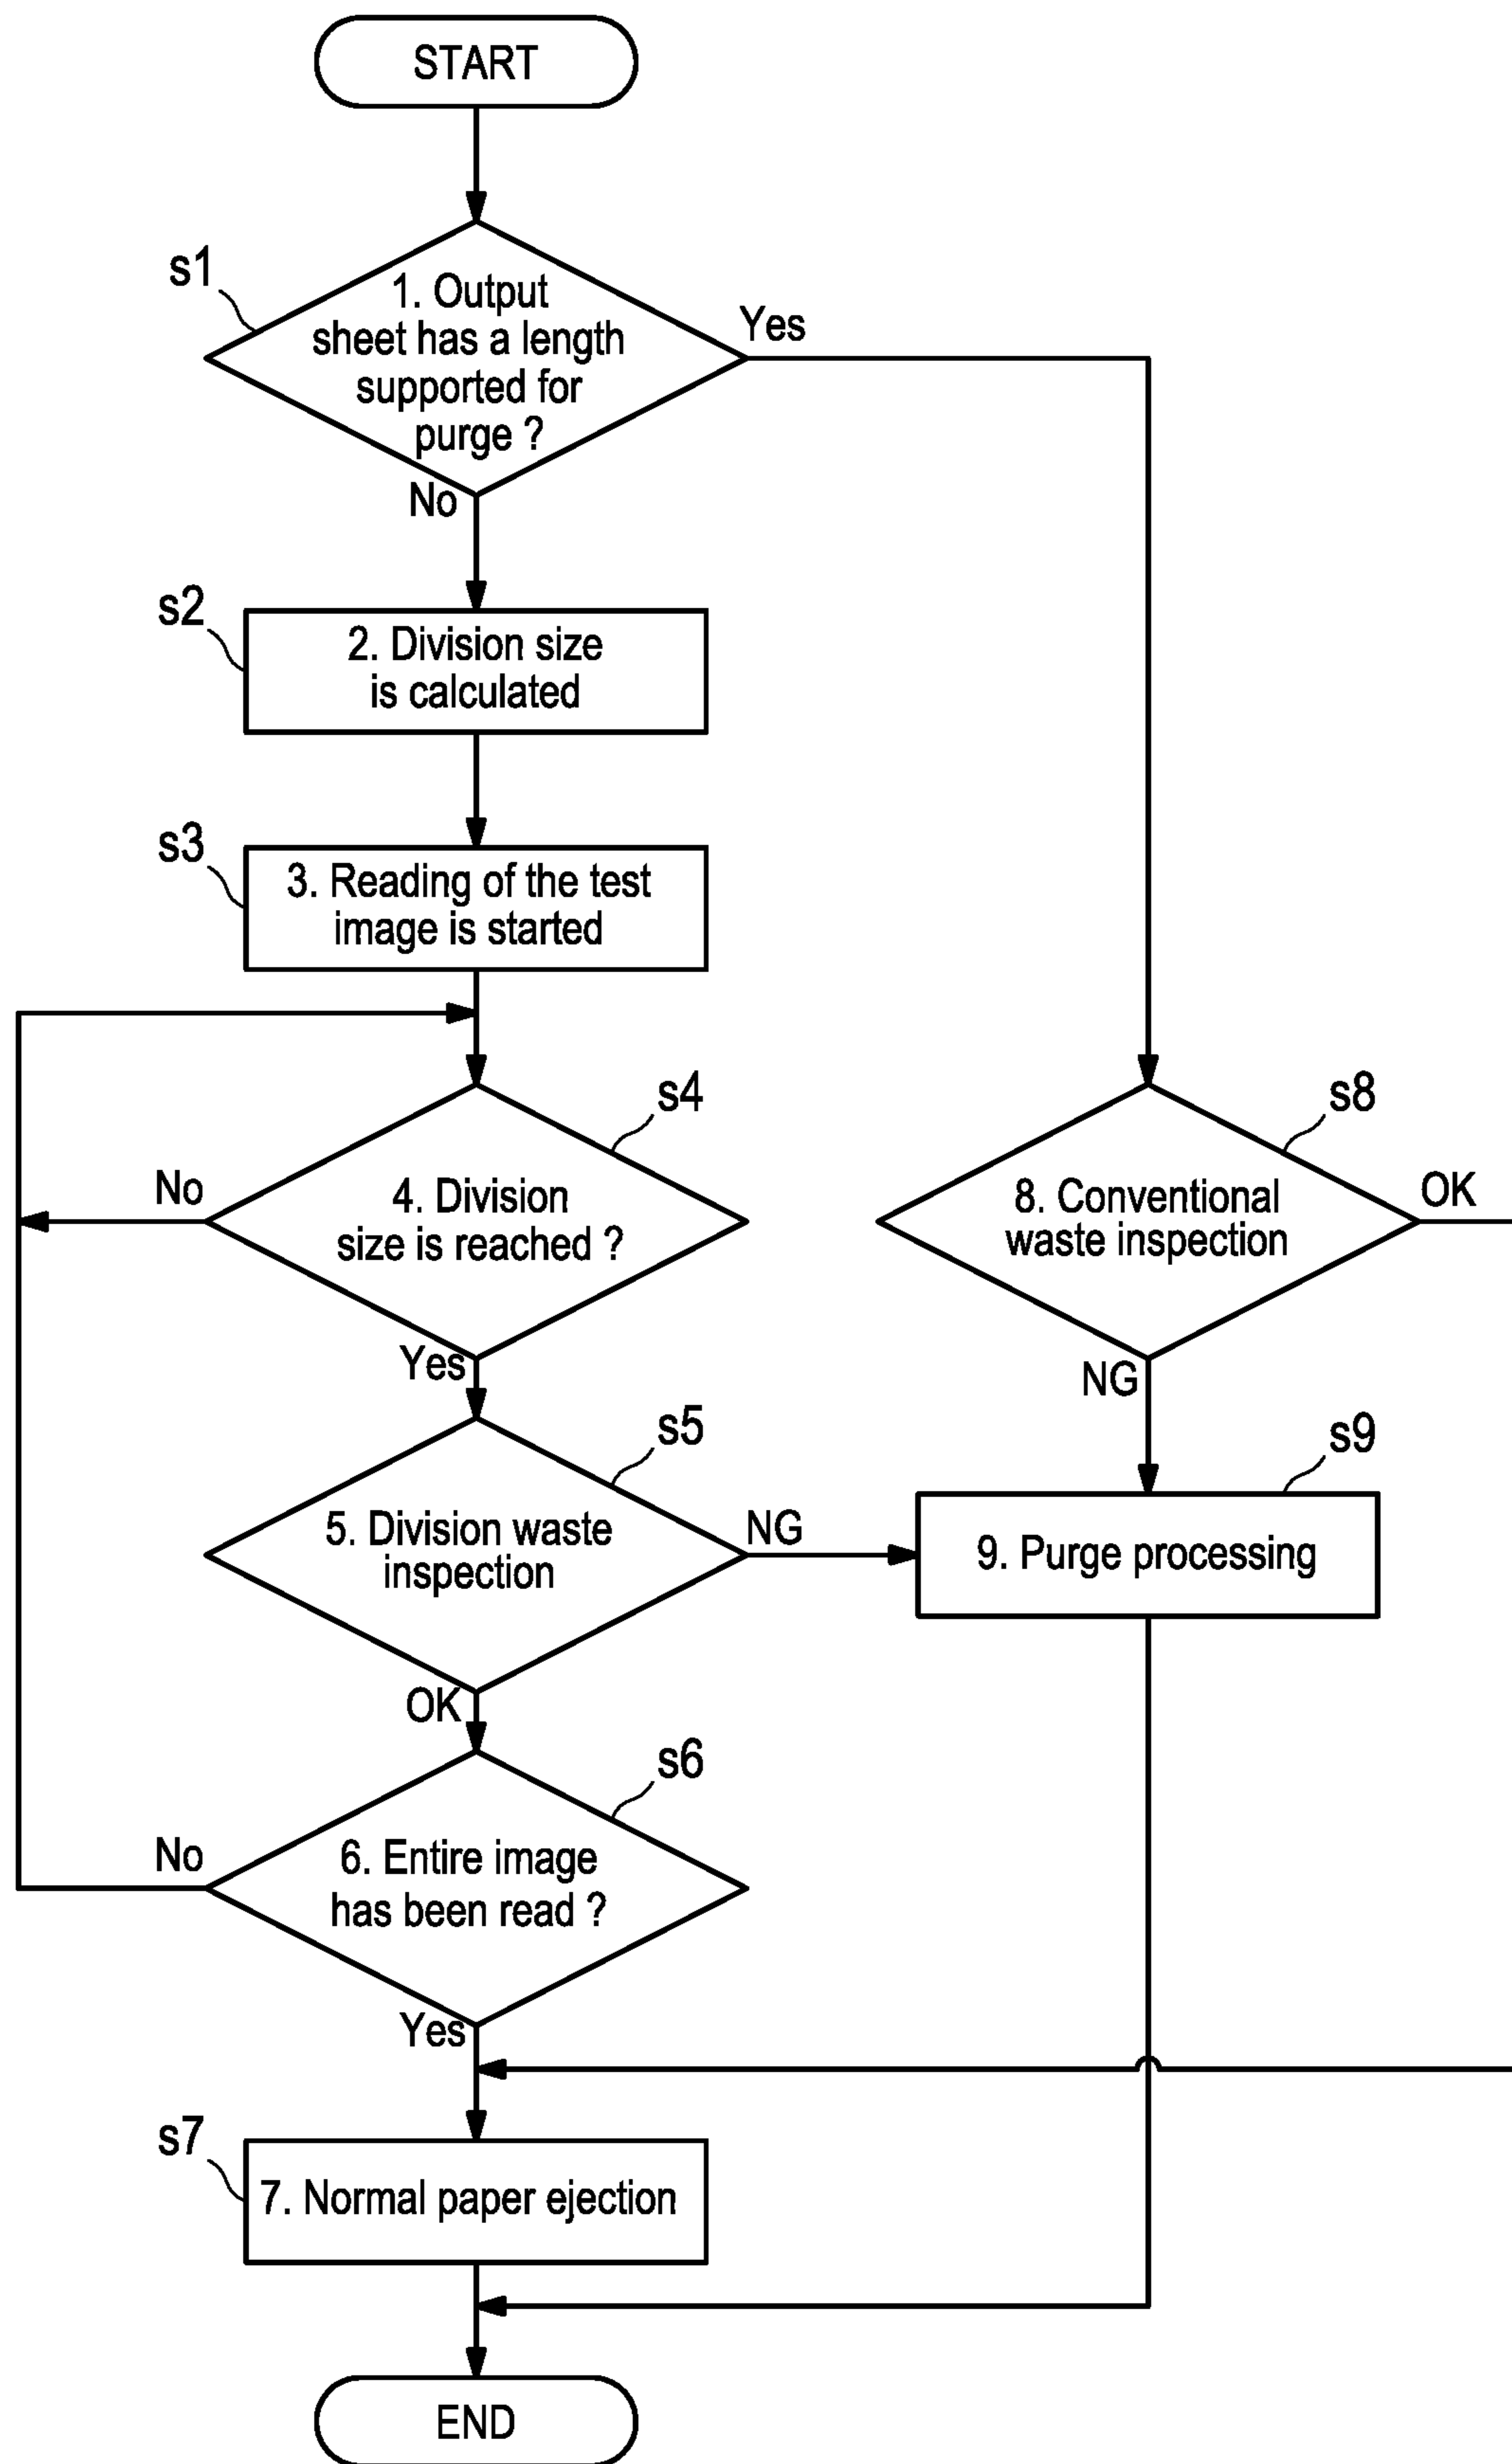 START
s1
1. Output
sheet has a length
supported for
purge ?
Yes
No
s2
2. Division size
is calculated
s3
3. Reading of the test
image is started
s4
4. Division
size is reached ?
No
Yes
s8
8. Conventional
waste inspection
OK
NG
s5
5. Division waste
inspection
NG
OK
s9
9. Purge processing
s6
6. Entire image
has been read ?
No
Yes
s7
7. Normal paper ejection
END